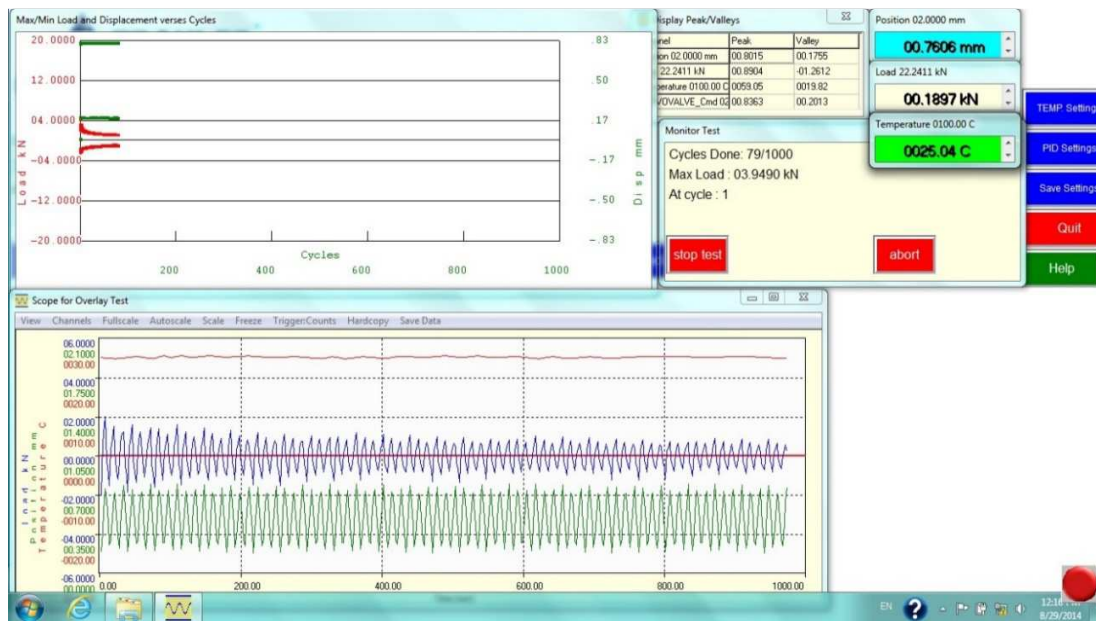 Max/Min Load and Displacement verses Cycles
20.0000
12.0000
04.0000
-04.0000
-12.0000
-20.0000
Load kN
.83
.50
.17
-.17
-.50
-.83
Disp mm
Cycles
200 400 600 800 1000
Display Peak/Valleys
Peak Valley
02.0000 mm 00.8015 00.1755
22.2411 kN 00.8904 -01.2612
0100.00 C 0059.05 0019.82
00.8363 00.2013
Position 02.0000 mm
00.7606 mm
Load 22.2411 kN
00.1897 kN
Temperature 0100.00 C
0025.04 C
Monitor Test
Cycles Done: 79/1000
Max Load : 03.9490 kN
At cycle : 1
stop test
abort
TEMP. Setting
PID Settings
Save Settings
Quit
Help
Scope for Overlay Test
View Channels Fullscale Autoscale Scale Freeze Trigger:Counts Hardcopy Save Data
06.0000
02.1000
0030.00
04.0000
01.7500
0020.00
02.0000
01.4000
0010.00
00.0000
01.0500
0000.00
-02.0000
00.7000
-0010.00
-04.0000
00.3500
-0020.00
-06.0000
00.0000
Load kN
Position mm
Temperature C
0.00 200.00 400.00 600.00 800.00 1000.00
EN
8/29/2014